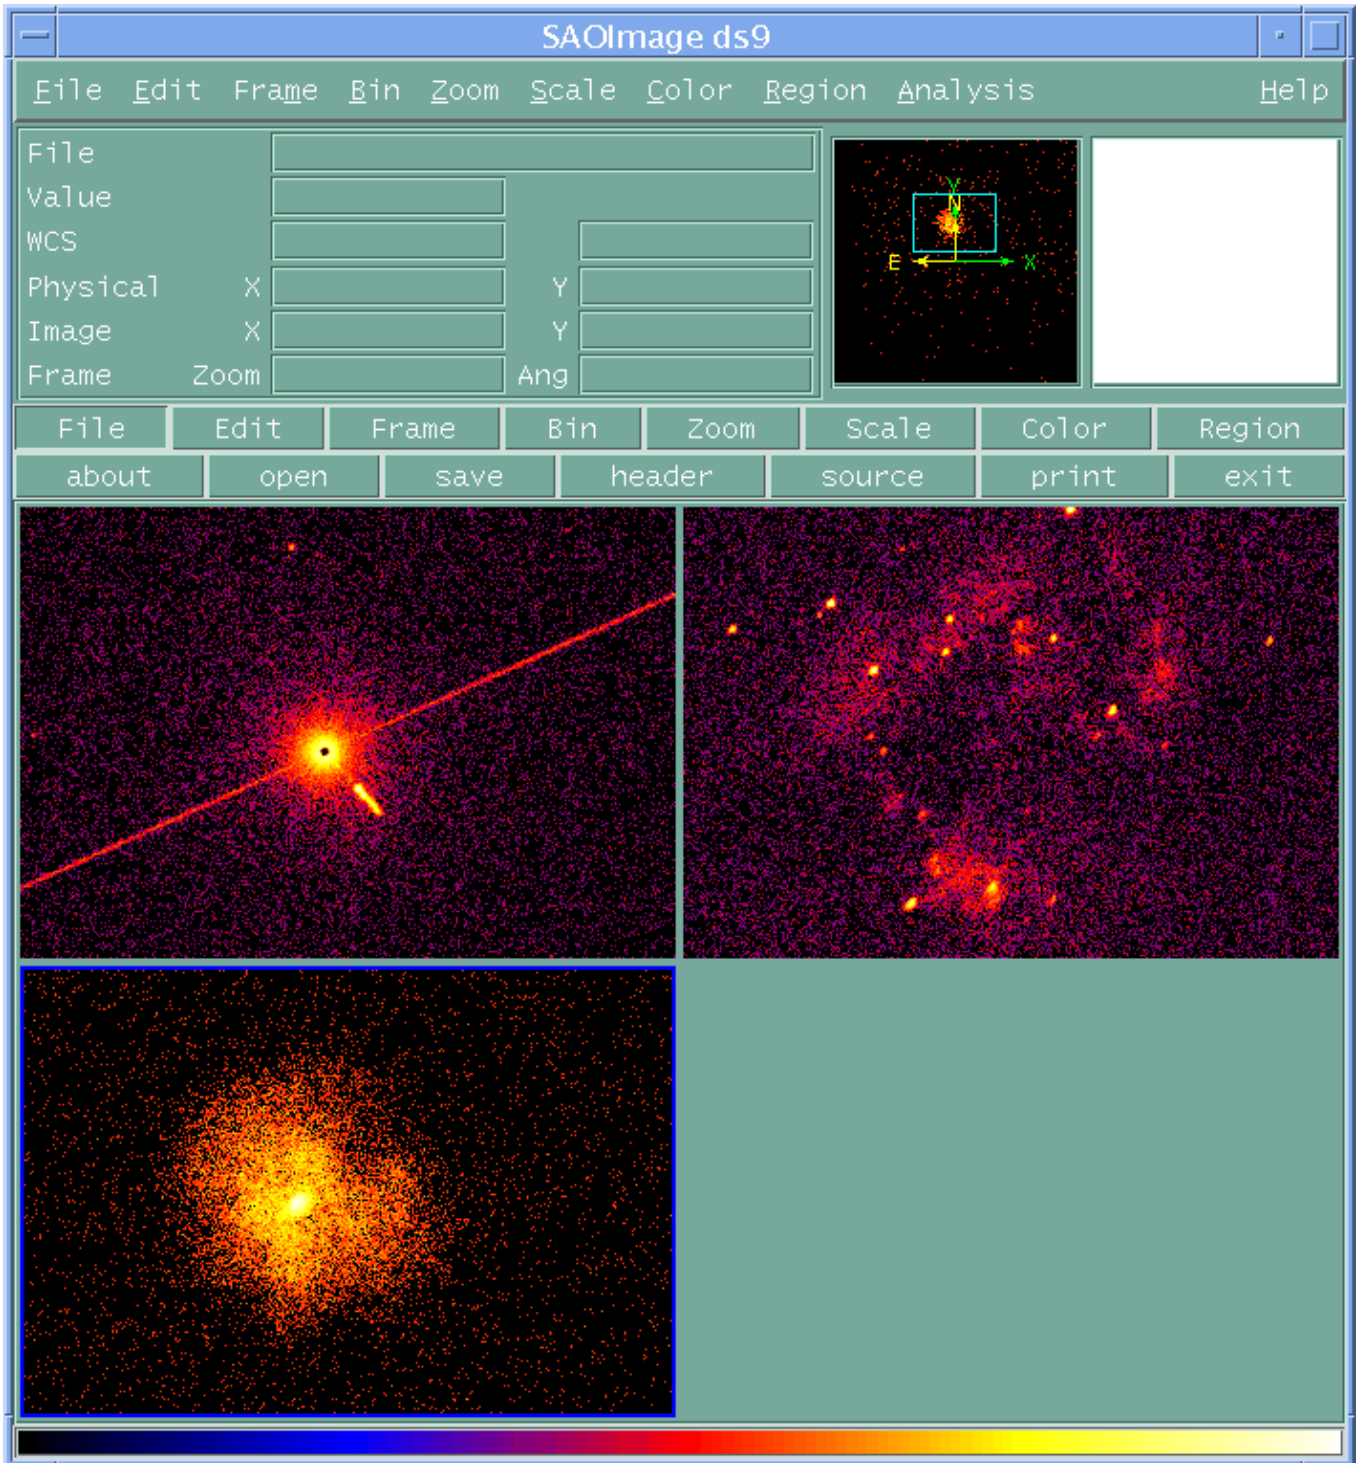 SAOImage ds9
File Edit Frame Bin Zoom Scale Color Region Analysis Help
File
Value
WCS
Physical X Y
Image X Y
Frame Zoom Ang
Y
N
E X
File Edit Frame Bin Zoom Scale Color Region
about open save header source print exit